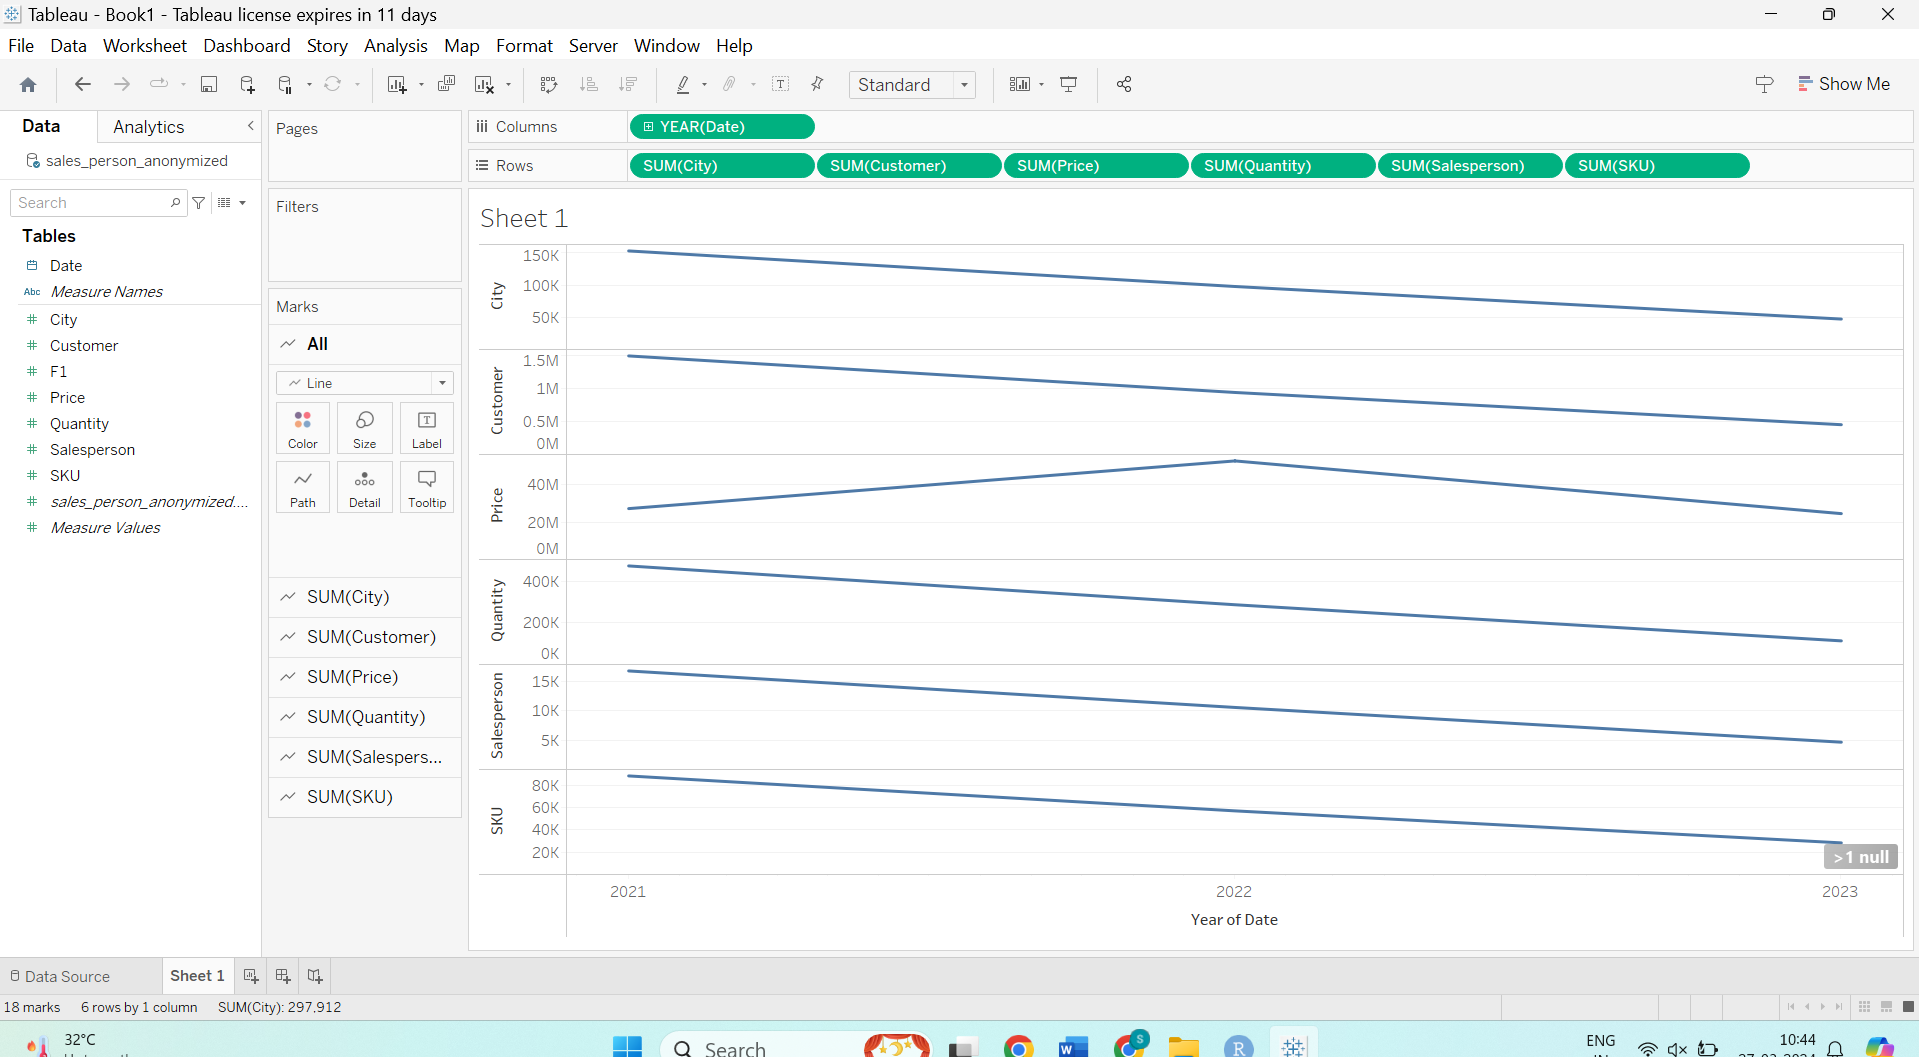 Tableau - Book1 - Tableau license expires in 11 days
File Data Worksheet Dashboard Story Analysis Map Format Server Window Help
Standard
Show Me
Data Analytics
sales_person_anonymized
Search
Tables
Date
Abc Measure Names
City
Customer
F1
Price
Quantity
Salesperson
SKU
sales_person_anonymized....
Measure Values
Pages
Filters
Marks
All
Line
Color Size Label
Path Detail Tooltip
SUM(City)
SUM(Customer)
SUM(Price)
SUM(Quantity)
SUM(Salespers...
SUM(SKU)
Columns YEAR(Date)
Rows SUM(City) SUM(Customer) SUM(Price) SUM(Quantity) SUM(Salesperson) SUM(SKU)
Sheet 1
City
150K
100K
50K
Customer
1.5M
1M
0.5M
0M
Price
40M
20M
0M
Quantity
400K
200K
0K
Salesperson
15K
10K
5K
SKU
80K
60K
40K
20K
>1 null
2021 2022 2023
Year of Date
Data Source Sheet 1
18 marks 6 rows by 1 column SUM(City): 297,912
32°C
Search
S
W
R
ENG
10:44